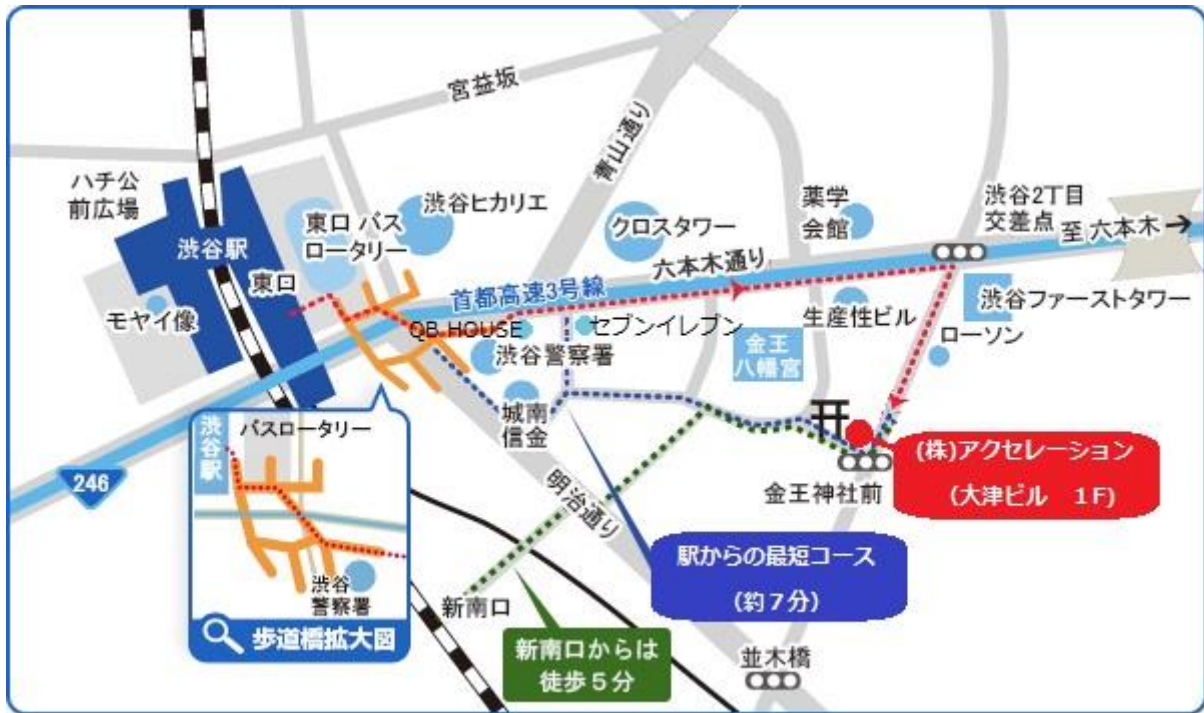 宮益坂
青山通り
ハチ公
前広場
渋谷駅
東口 バス
ロータリー
渋谷ヒカリエ
クロスタワー
薬学
会館
渋谷2丁目
交差点
至 六本木→
東口
モヤイ像
首都高速3号線
六本木通り
QB HOUSE
セブンイレブン
渋谷警察署
金王
八幡宮
生産性ビル
渋谷ファーストタワー
ローソン
城南
信金
246
明治通り
金王神社前
(株)アクセレーション
(大津ビル 1F)
駅からの最短コース
(約7分)
新南口
新南口からは
徒歩5分
並木橋
渋谷駅
バスロータリー
渋谷
警察署
歩道橋拡大図